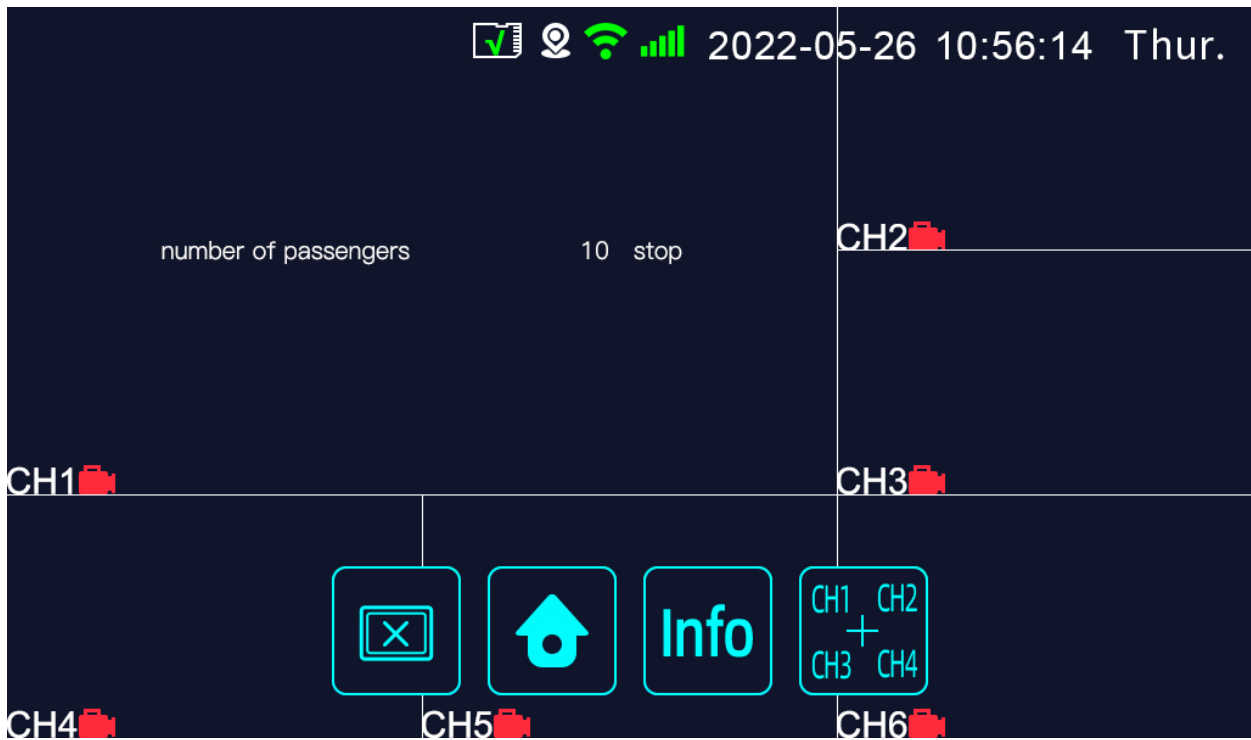 2022-05-26 10:56:14 Thur.
number of passengers 10 stop
CH2
CH1
CH3
Info
CH1 CH2
CH3 CH4
CH4
CH5
CH6